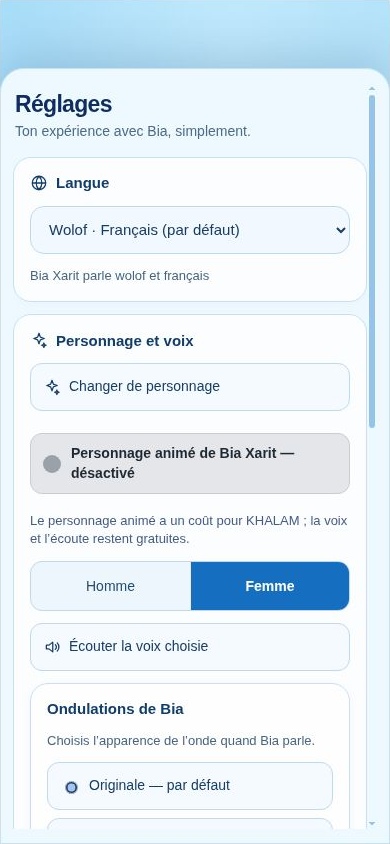 Réglages
Ton expérience avec Bia, simplement.
Langue
Wolof · Français (par défaut)
Bia Xarit parle wolof et français
Personnage et voix
Changer de personnage
Personnage animé de Bia Xarit —
désactivé
Le personnage animé a un coût pour KHALAM ; la voix
et l’écoute restent gratuites.
Homme
Femme
Écouter la voix choisie
Ondulations de Bia
Choisis l’apparence de l’onde quand Bia parle.
Originale — par défaut